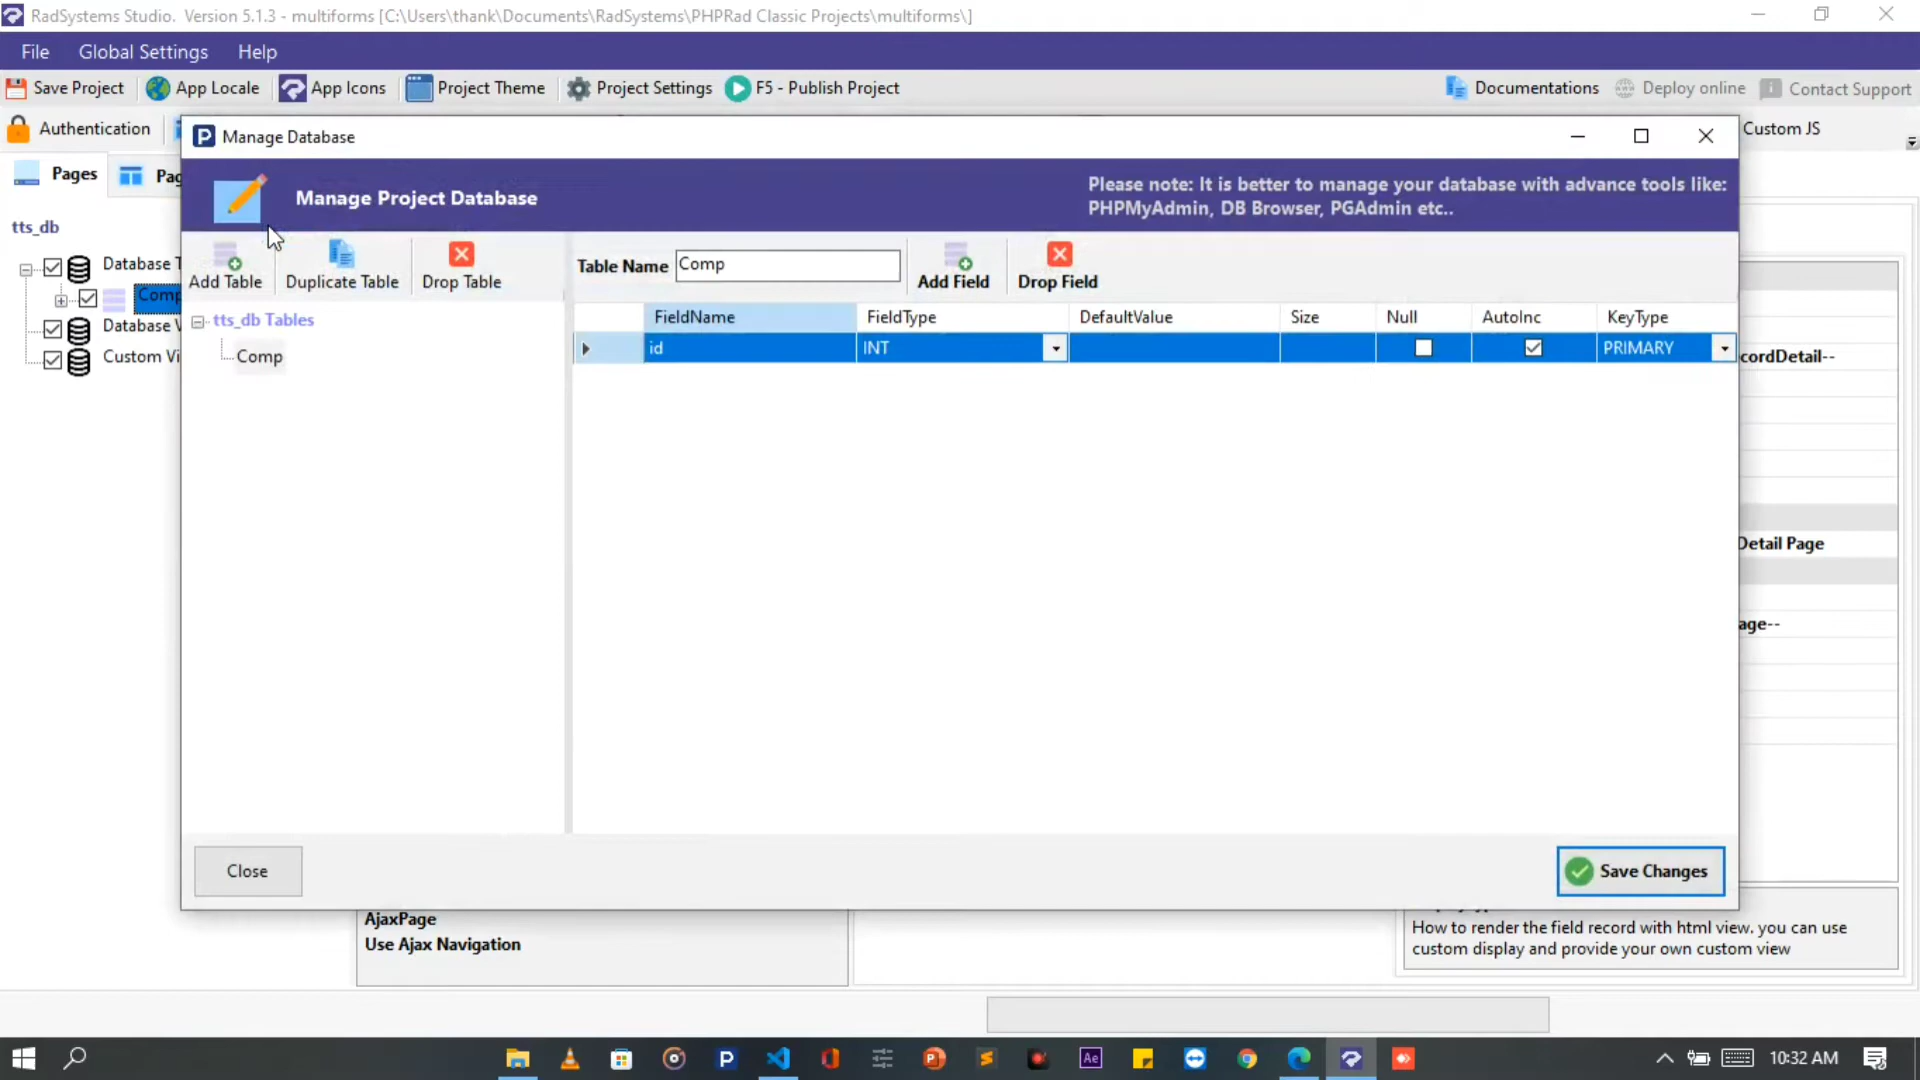 RadSystems Studio. Version 5.1.3 - multiforms [C:\Users\thank\Documents\RadSystems\PHPRad Classic Projects\multiforms\]
File Global Settings Help
Save Project App Locale App Icons Project Theme Project Settings F5 - Publish Project Documentations Deploy online Contact Support
Authentication Custom JS
Manage Database
Pages Pag
Manage Project Database
Please note: It is better to manage your database with advance tools like:
PHPMyAdmin, DB Browser, PGAdmin etc..
tts_db
Database T
Comp
Database V
Custom Vi
Add Table Duplicate Table Drop Table
Table Name Comp Add Field Drop Field
tts_db Tables
Comp
FieldName FieldType DefaultValue Size Null AutoInc KeyType
id INT PRIMARY
cordDetail--
Detail Page
age--
Close Save Changes
AjaxPage
Use Ajax Navigation
How to render the field record with html view. you can use
custom display and provide your own custom view
Ae
10:32 AM